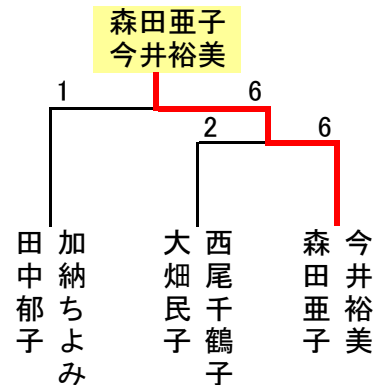 森田亜子
今井裕美
1
6
2
6
田中郁子
加納ちよみ
大畑民子
西尾千鶴子
森田亜子
今井裕美